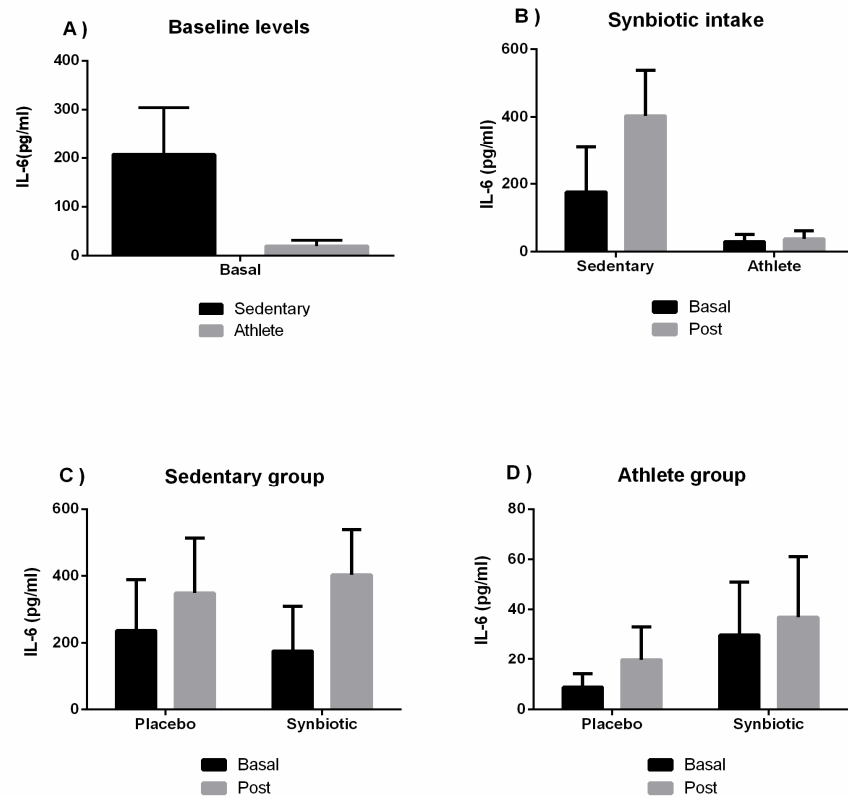 A )
Baseline levels
400
300
200
100
0
IL-6(pg/ml)
Basal
Sedentary
Athlete
B )
Synbiotic intake
600
400
200
0
IL-6 (pg/ml)
Sedentary
Athlete
Basal
Post
C )
Sedentary group
600
400
200
0
IL-6 (pg/ml)
Placebo
Synbiotic
Basal
Post
D )
Athlete group
80
60
40
20
0
IL-6 (pg/ml)
Placebo
Synbiotic
Basal
Post